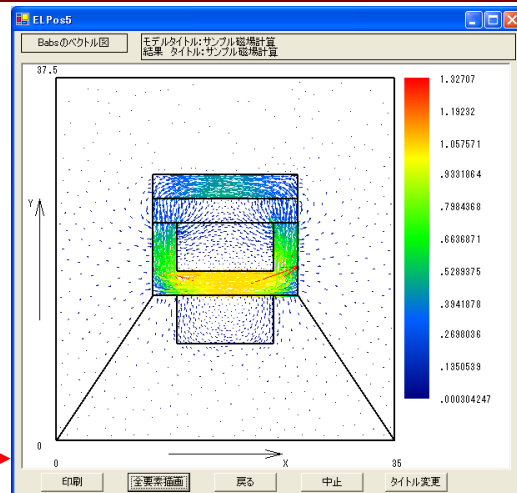 ELPos5
Babsのベクトル図
モデルタイトル:サンプル磁場計算
結果 タイトル:サンプル磁場計算
37.5
1.32707
1.19232
1.057571
.9231864
.7984368
.6636871
.5289375
.3941878
.2698036
.1350539
.000304247
Y
0
0
X
35
印刷
全要素描画
戻る
中止
タイトル変更